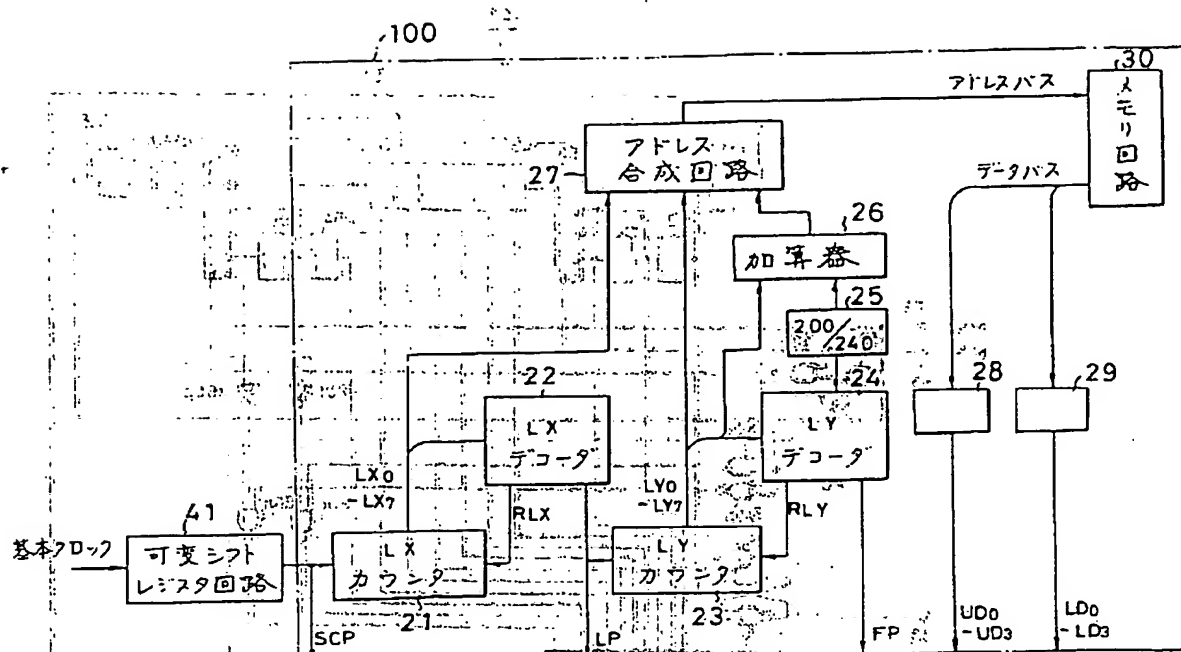 100
30
アドレスバス
メモリ回路
アドレス
合成回路
27
データバス
26
加算器
25
200/240
22
24
28
29
LX
デコーダ
LY
デコーダ
LX0
-LX7
LY0
-LY7
RLX
RLY
41
基本クロック
可変シフト
レジスタ回路
LX
カウンタ
LY
カウンタ
21
23
SCP
LP
FP
UD0
-UD3
LD0
-LD3